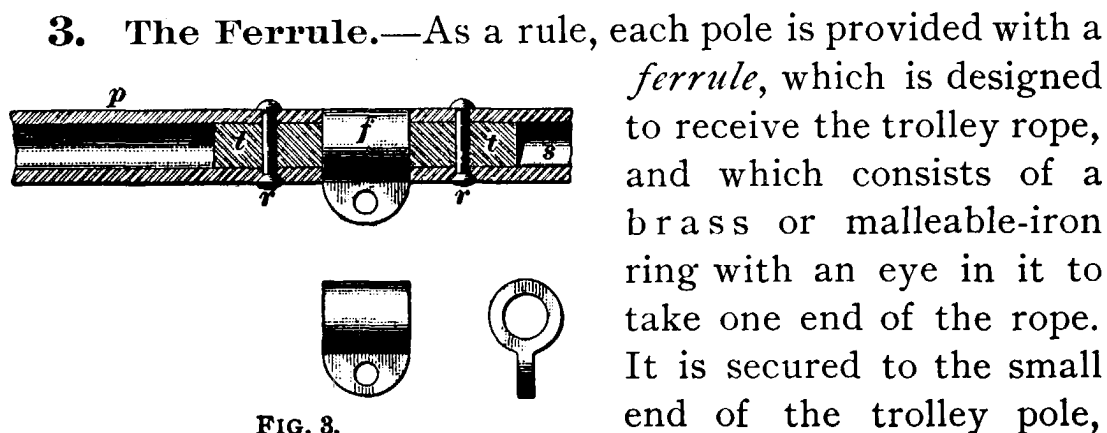 3. The Ferrule.—As a rule, each pole is provided with a
ferrule, which is designed
to receive the trolley rope,
and which consists of a
brass or malleable-iron
ring with an eye in it to
take one end of the rope.
It is secured to the small
end of the trolley pole,
p
t
f
t
s
r
r
FIG. 3.